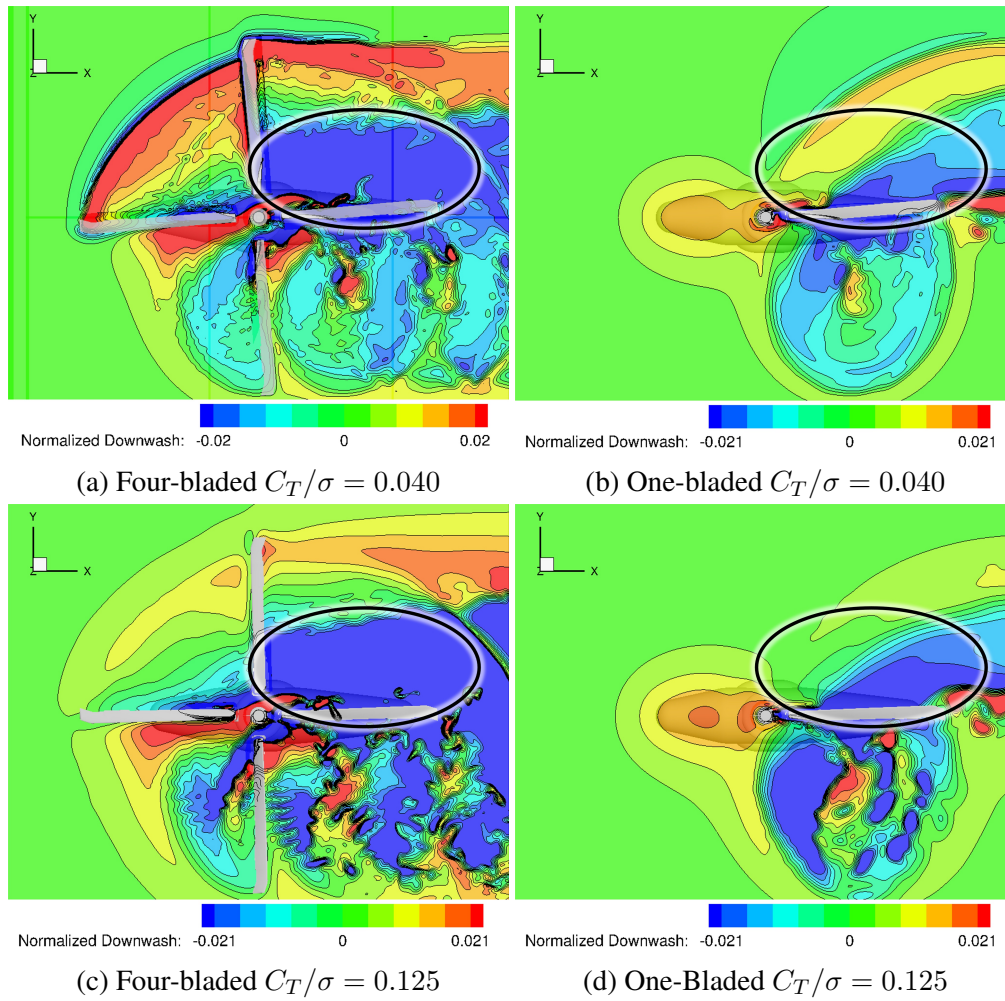 Y
X
Z
Y
X
Z
Normalized Downwash: -0.02 0 0.02
Normalized Downwash: -0.021 0 0.021
(a) Four-bladed $C_T/\sigma = 0.040$
(b) One-bladed $C_T/\sigma = 0.040$
Y
X
Z
Y
X
Z
Normalized Downwash: -0.021 0 0.021
Normalized Downwash: -0.021 0 0.021
(c) Four-bladed $C_T/\sigma = 0.125$
(d) One-Bladed $C_T/\sigma = 0.125$